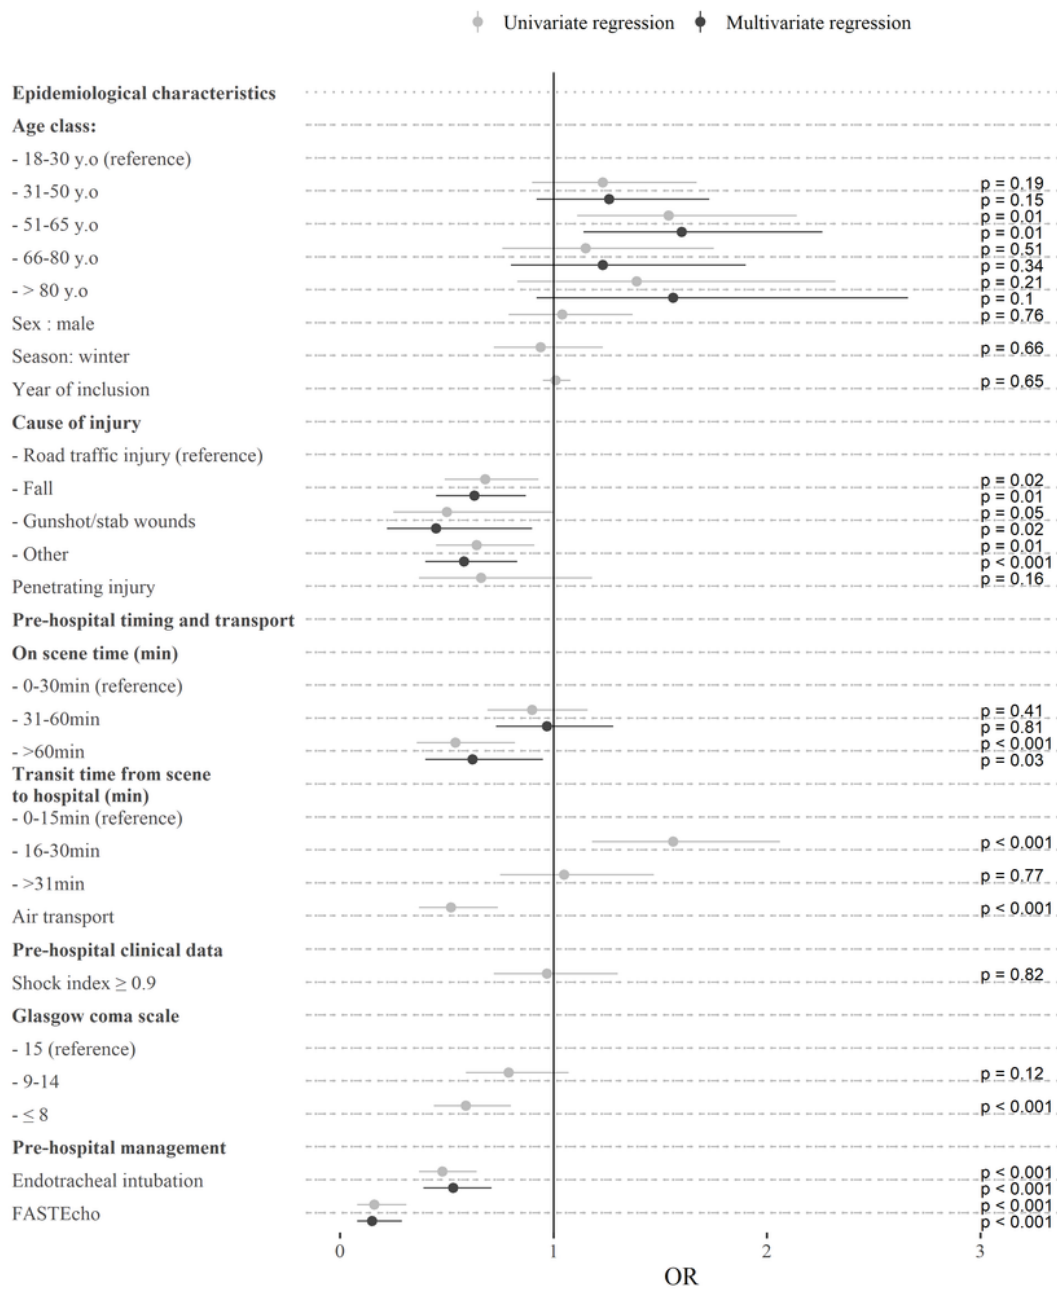 Univariate regression Multivariate regression
Epidemiological characteristics
Age class:
- 18-30 y.o (reference)
p = 0.19
- 31-50 y.o
p = 0.15
p = 0.01
- 51-65 y.o
p = 0.01
p = 0.51
- 66-80 y.o
p = 0.34
p = 0.21
- > 80 y.o
p = 0.1
p = 0.76
Sex : male
p = 0.66
Season: winter
p = 0.65
Year of inclusion
Cause of injury
- Road traffic injury (reference)
p = 0.02
- Fall
p = 0.01
p = 0.05
- Gunshot/stab wounds
p = 0.02
p = 0.01
- Other
p < 0.001
p = 0.16
Penetrating injury
Pre-hospital timing and transport
On scene time (min)
- 0-30min (reference)
p = 0.41
- 31-60min
p = 0.81
p < 0.001
- >60min
p = 0.03
Transit time from scene
to hospital (min)
- 0-15min (reference)
p < 0.001
- 16-30min
p = 0.77
- >31min
p < 0.001
Air transport
Pre-hospital clinical data
p = 0.82
Shock index ≥ 0.9
Glasgow coma scale
- 15 (reference)
p = 0.12
- 9-14
p < 0.001
- ≤ 8
Pre-hospital management
p < 0.001
Endotracheal intubation
p < 0.001
p < 0.001
FASTEcho
p < 0.001
0 1 2 3
OR